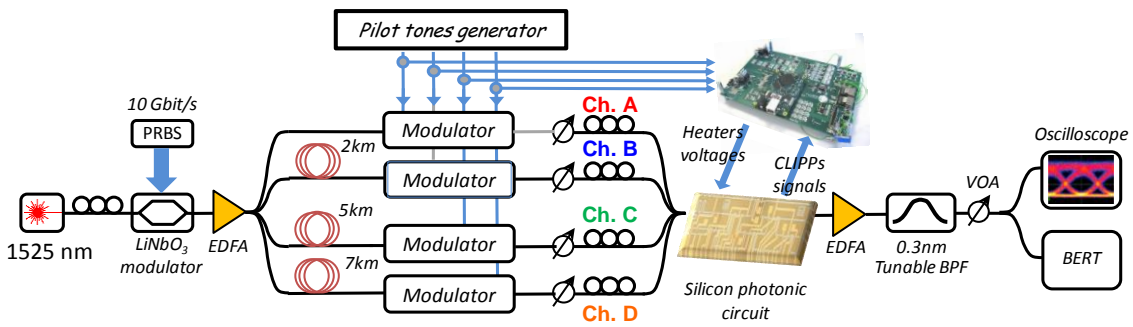 Pilot tones generator
10 Gbit/s
PRBS
1525 nm
LiNbO3
modulator
EDFA
2km
5km
7km
Modulator
Modulator
Modulator
Modulator
Ch. A
Ch. B
Ch. C
Ch. D
Heaters
voltages
CLIPPs
signals
Silicon photonic
circuit
EDFA
0.3nm
Tunable BPF
VOA
Oscilloscope
BERT